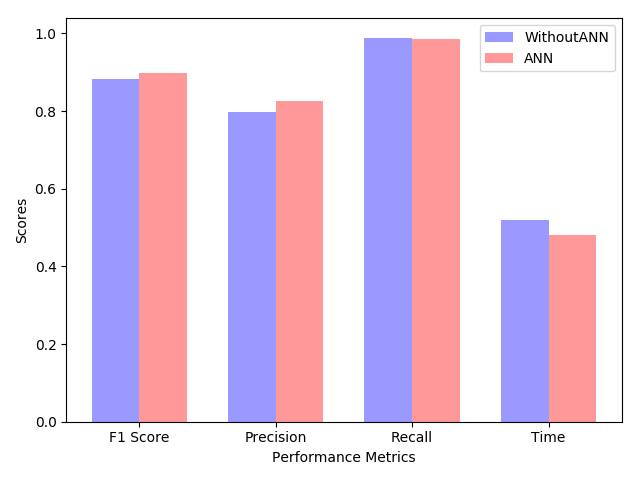 WithoutANN
ANN
Scores
1.0
0.8
0.6
0.4
0.2
0.0
F1 Score Precision Recall Time
Performance Metrics